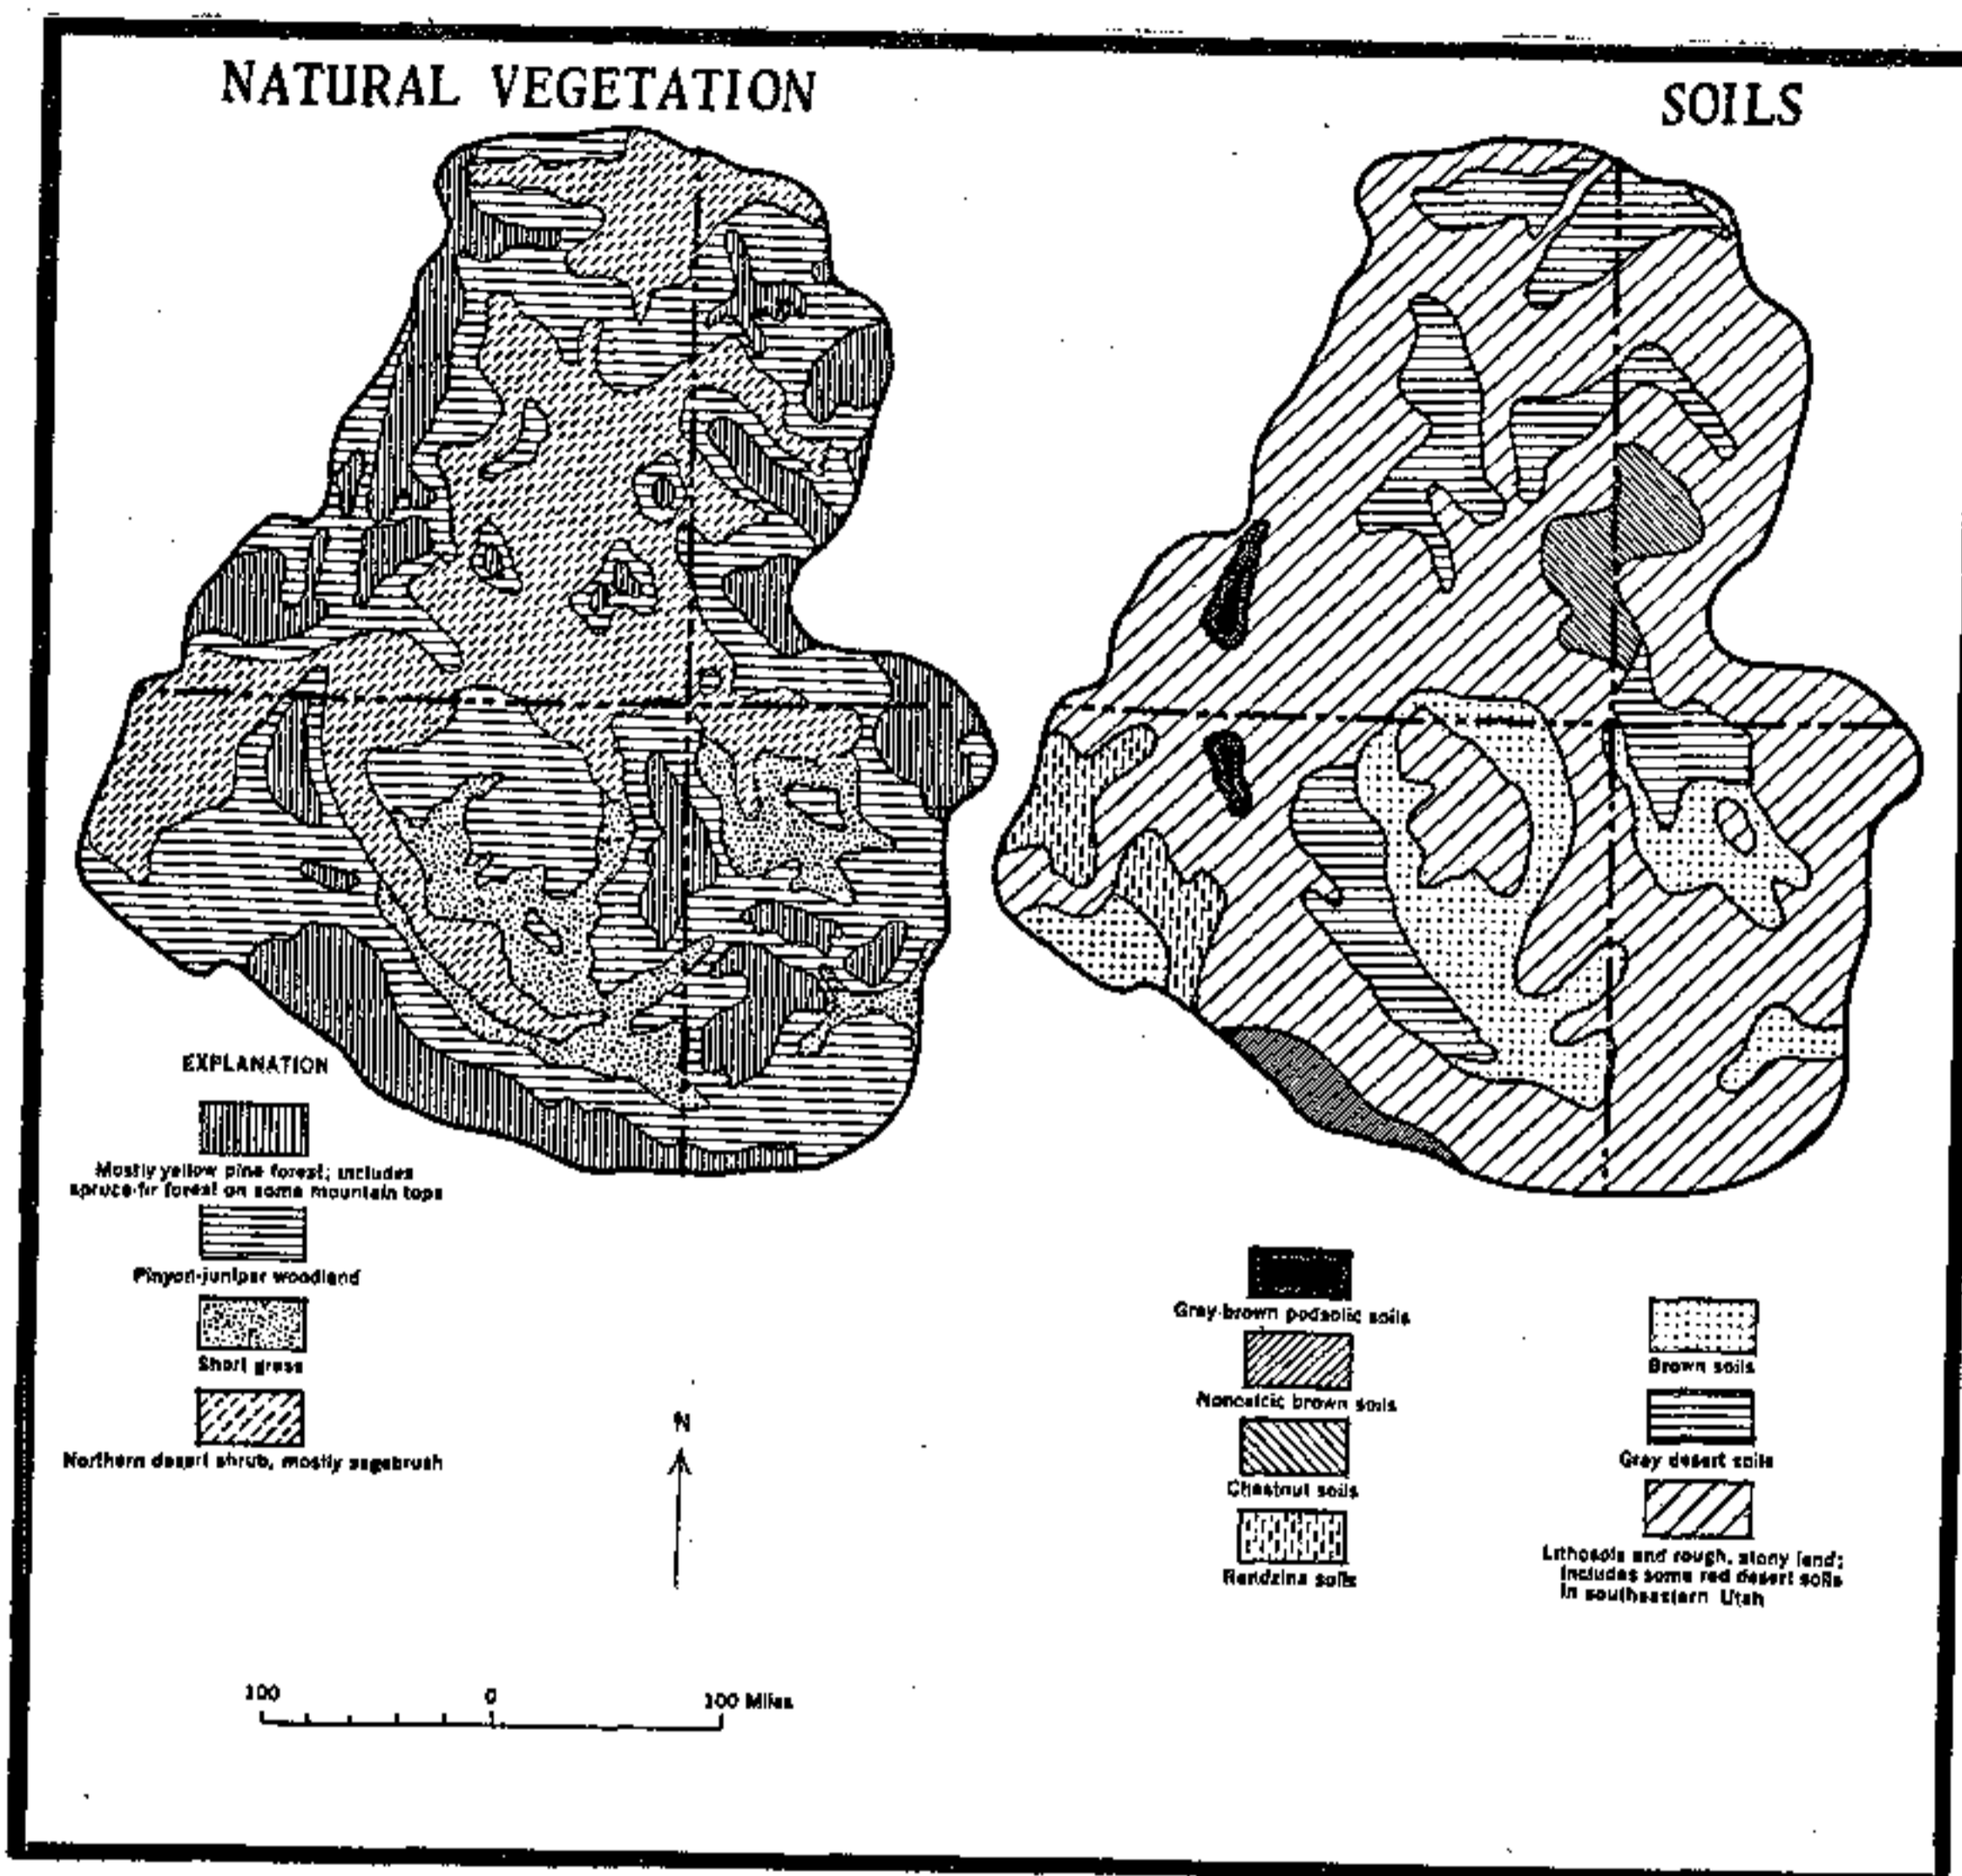 NATURAL VEGETATION
SOILS
EXPLANATION
Mostly yellow pine forest; includes
spruce-fir forest on some mountain tops
Pinyon-juniper woodland
Short grass
Northern desert shrub, mostly sagebrush
N
100 0 100 Miles
Gray-brown podzolic soils
Noncalcic brown soils
Chestnut soils
Rendzina soils
Brown soils
Gray desert soils
Lithosols and rough, stony land;
includes some red desert soils
in southeastern Utah